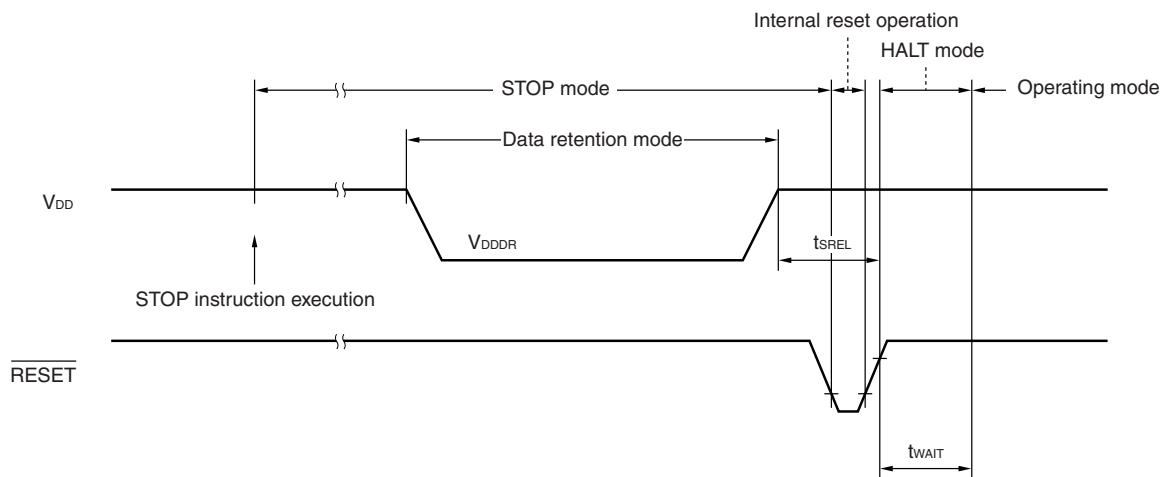 Internal reset operation
HALT mode
STOP mode
Operating mode
Data retention mode
VDD
VDDDR
tSREL
STOP instruction execution
RESET
tWAIT